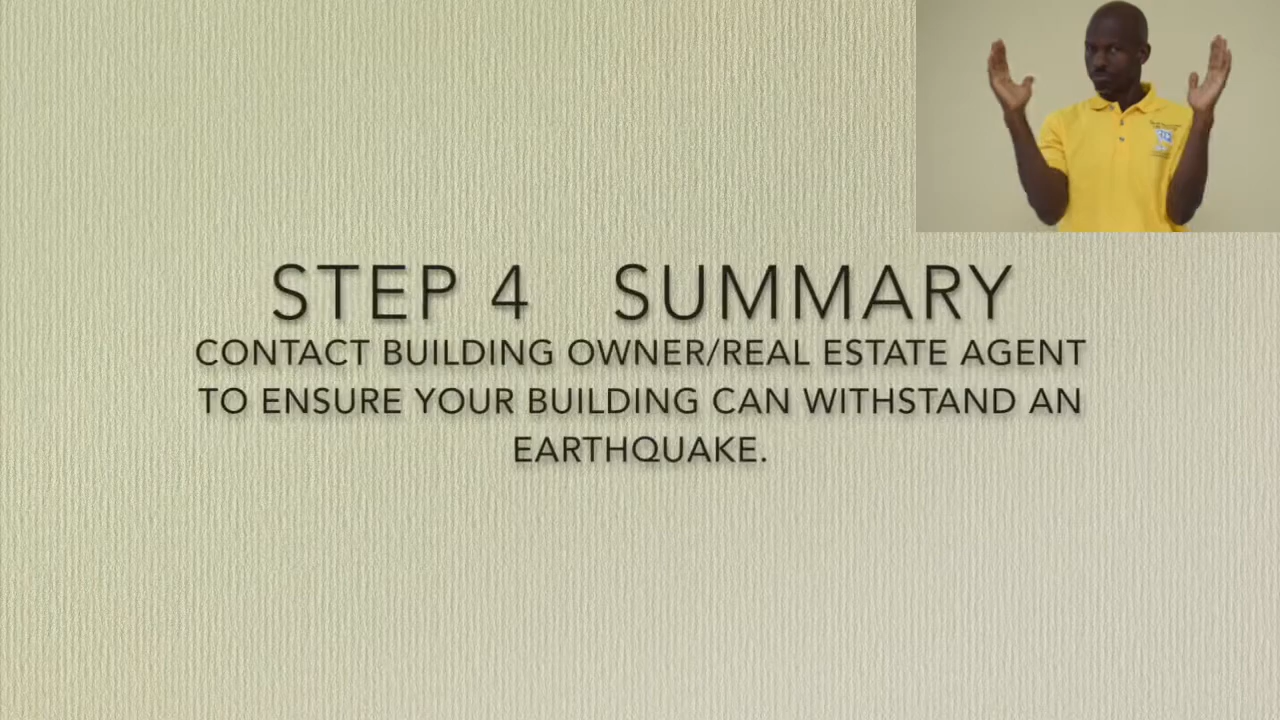 STEP 4 SUMMARY
CONTACT BUILDING OWNER/REAL ESTATE AGENT
TO ENSURE YOUR BUILDING CAN WITHSTAND AN
EARTHQUAKE.